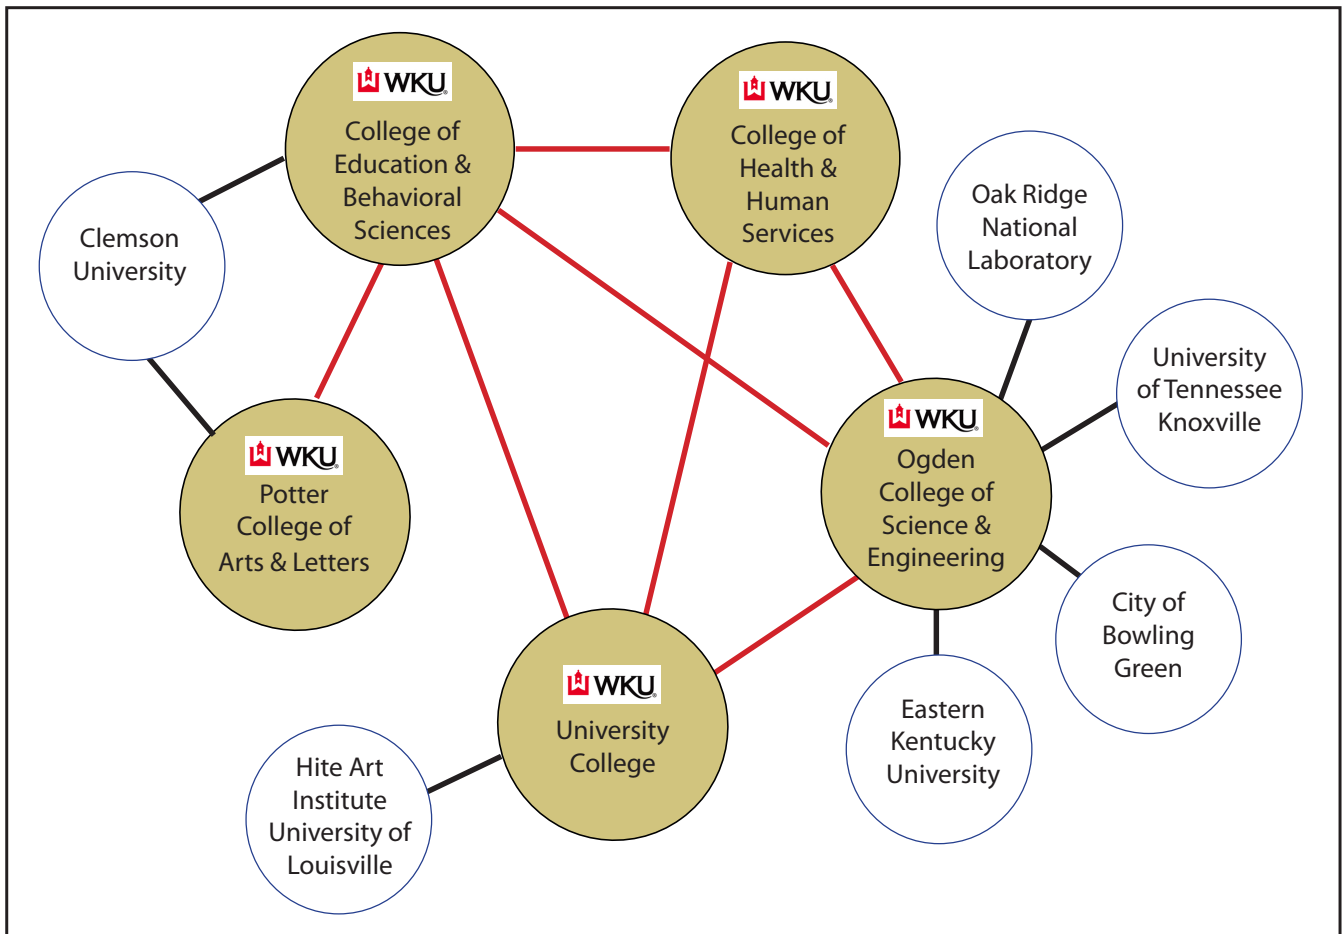 WKU®
College of
Education &
Behavioral
Sciences
WKU®
College of
Health &
Human
Services
Oak Ridge
National
Laboratory
Clemson
University
University
of Tennessee
Knoxville
WKU®
Potter
College of
Arts & Letters
WKU®
Ogden
College of
Science &
Engineering
City of
Bowling
Green
WKU®
University
College
Eastern
Kentucky
University
Hite Art
Institute
University of
Louisville